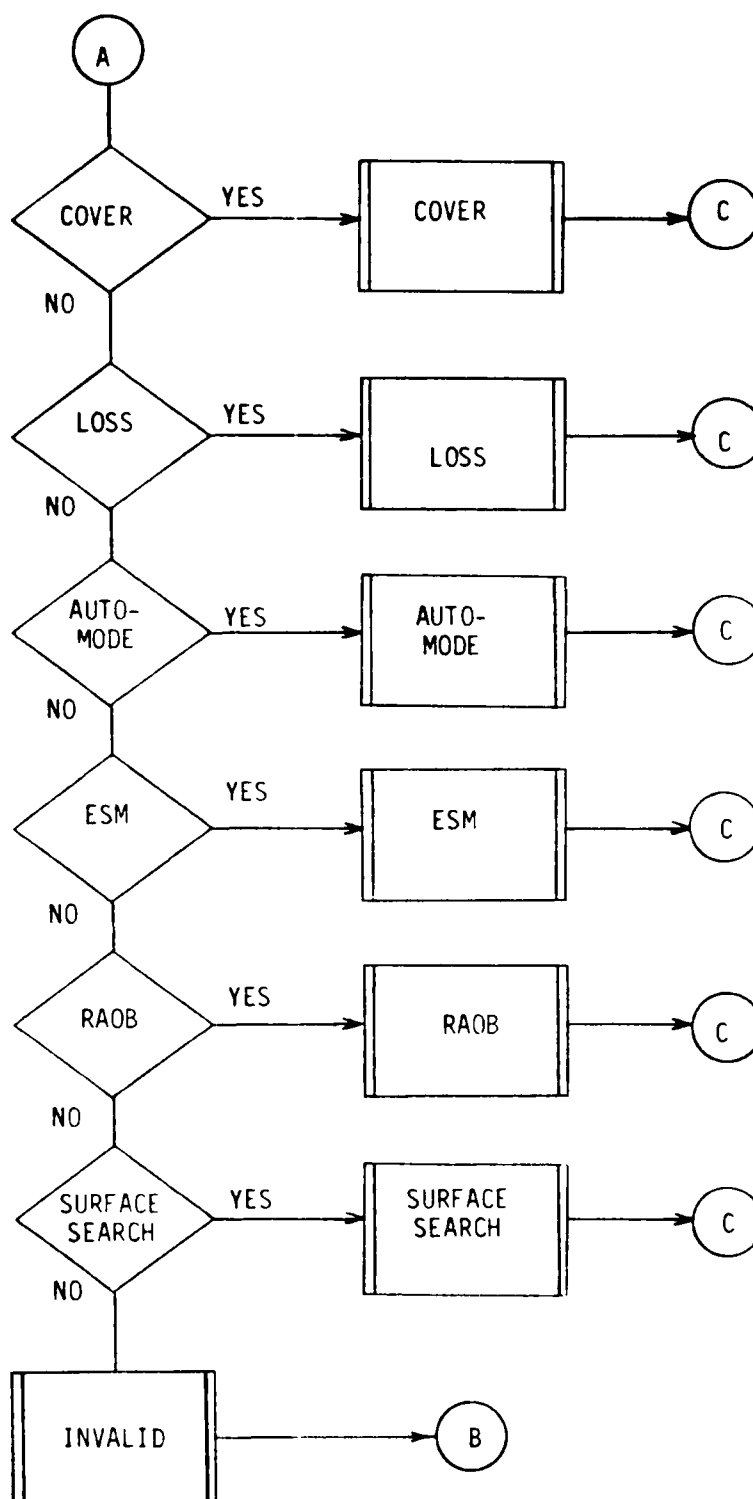 A
COVER
YES
COVER
C
NO
LOSS
YES
LOSS
C
NO
AUTO-
MODE
YES
AUTO-
MODE
C
NO
ESM
YES
ESM
C
NO
RAOB
YES
RAOB
C
NO
SURFACE
SEARCH
YES
SURFACE
SEARCH
C
NO
INVALID
B